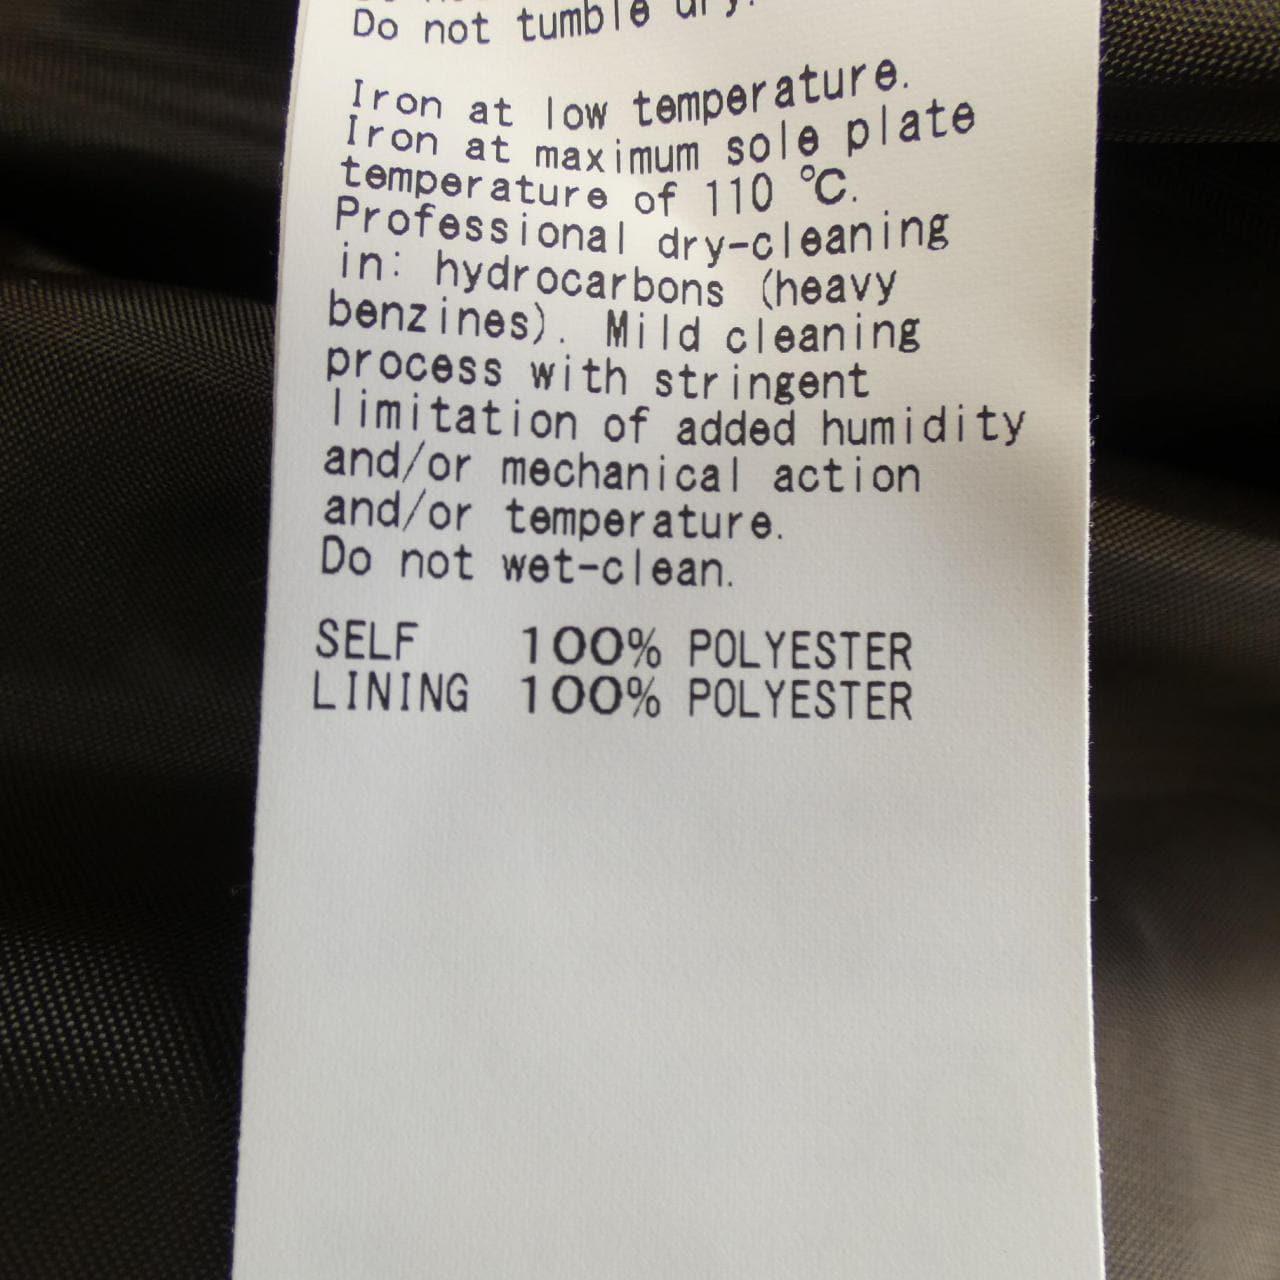 Do not tumble dry.
Iron at low temperature.
Iron at maximum sole plate
temperature of 110 °C.
Professional dry-cleaning
in: hydrocarbons (heavy
benzines). Mild cleaning
process with stringent
limitation of added humidity
and/or mechanical action
and/or temperature.
Do not wet-clean.
SELF 100% POLYESTER
LINING 100% POLYESTER